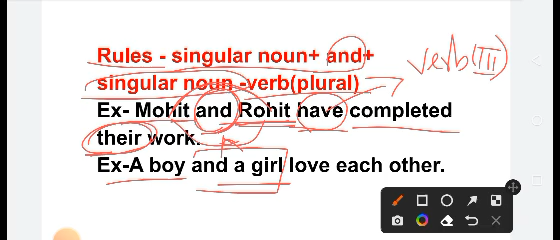 Rules - singular noun+ and+
singular noun -verb(plural)
Ex- Mohit and Rohit have completed
their work.
Ex-A boy and a girl love each other.
verb(III)